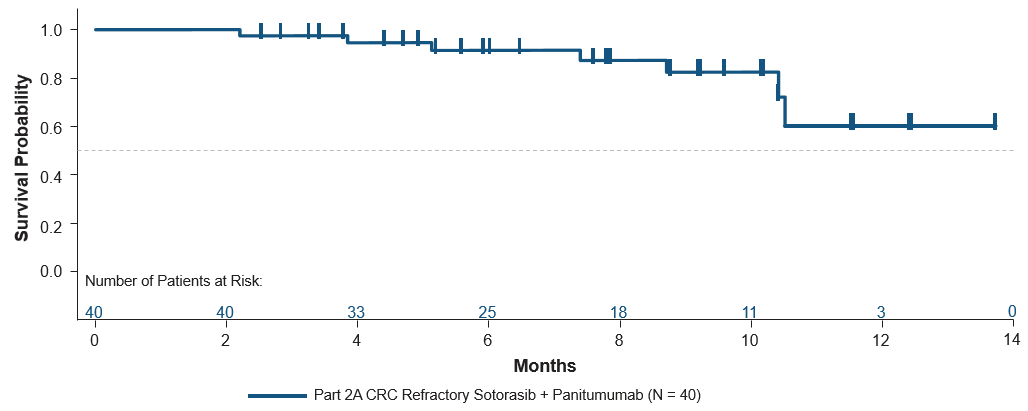 1.0
0.8
0.6
0.4
0.2
0.0
Survival Probability
Number of Patients at Risk:
40 40 33 25 18 11 3 0
0 2 4 6 8 10 12 14
Months
Part 2A CRC Refractory Sotorasib + Panitumumab (N = 40)